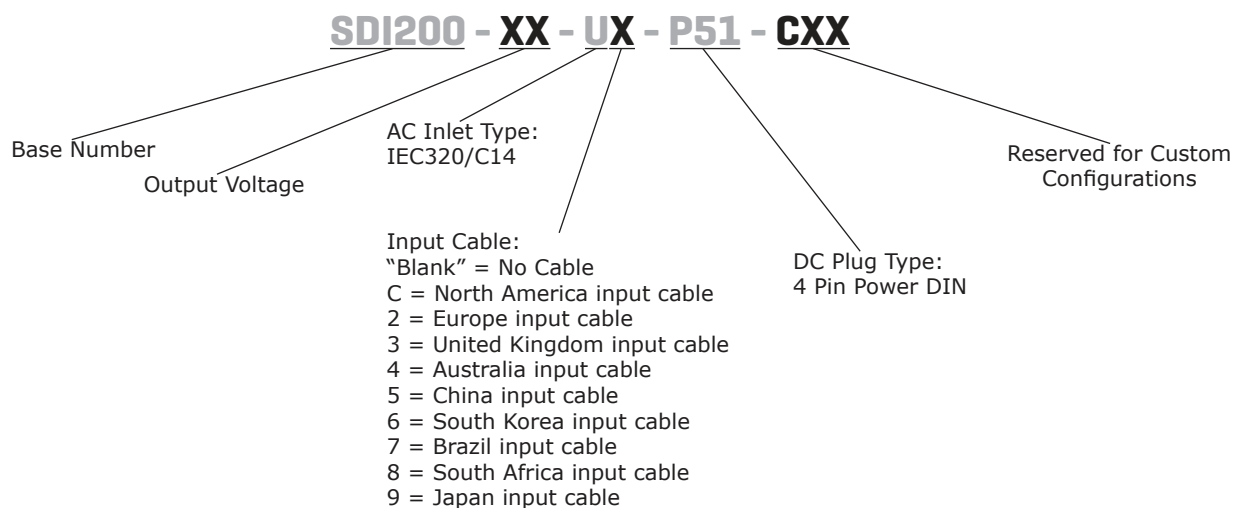 SDI200 - XX - UX - P51 - CXX
Base Number
Output Voltage
AC Inlet Type:
IEC320/C14
Input Cable:
“Blank” = No Cable
C = North America input cable
2 = Europe input cable
3 = United Kingdom input cable
4 = Australia input cable
5 = China input cable
6 = South Korea input cable
7 = Brazil input cable
8 = South Africa input cable
9 = Japan input cable
DC Plug Type:
4 Pin Power DIN
Reserved for Custom
Configurations